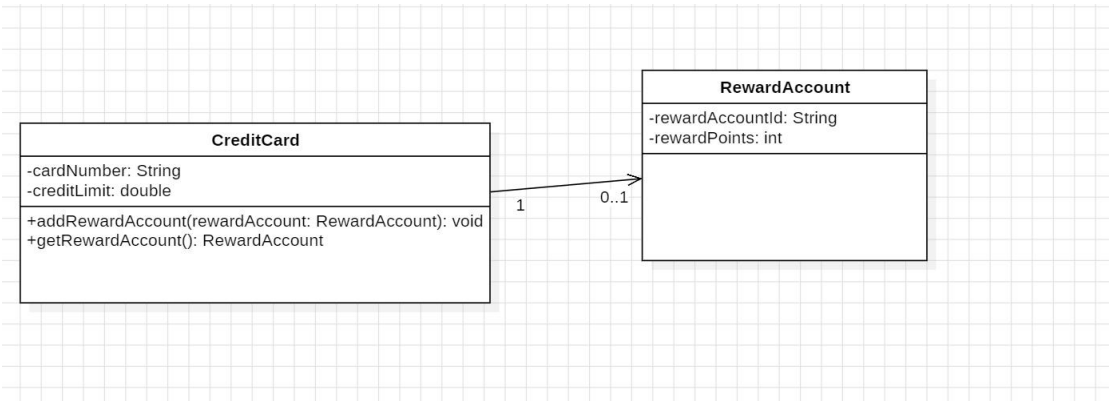 CreditCard
-cardNumber: String
-creditLimit: double
+addRewardAccount(rewardAccount: RewardAccount): void
+getRewardAccount(): RewardAccount
1
0..1
RewardAccount
-rewardAccountId: String
-rewardPoints: int